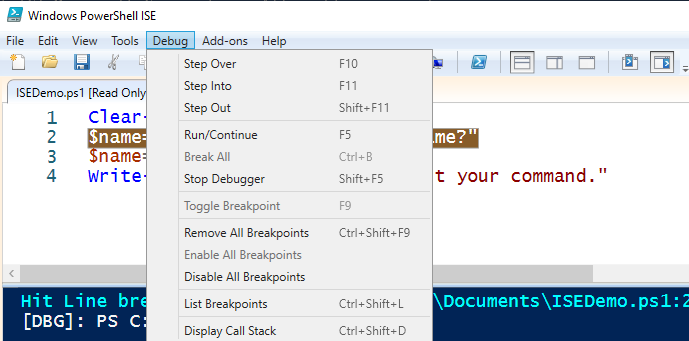 Windows PowerShell ISE
File Edit View Tools Debug Add-ons Help
ISEDemo.ps1 [Read Only
Step Over F10
Step Into F11
Step Out Shift+F11
Run/Continue F5
Break All Ctrl+B
Stop Debugger Shift+F5
Toggle Breakpoint F9
Remove All Breakpoints Ctrl+Shift+F9
Enable All Breakpoints
Disable All Breakpoints
List Breakpoints Ctrl+Shift+L
Display Call Stack Ctrl+Shift+D
1 Clear-
2 $name= me?"
3 $name=
4 Write- t your command."
Hit Line bre \Documents\ISEDemo.ps1:2
[DBG]: PS C: